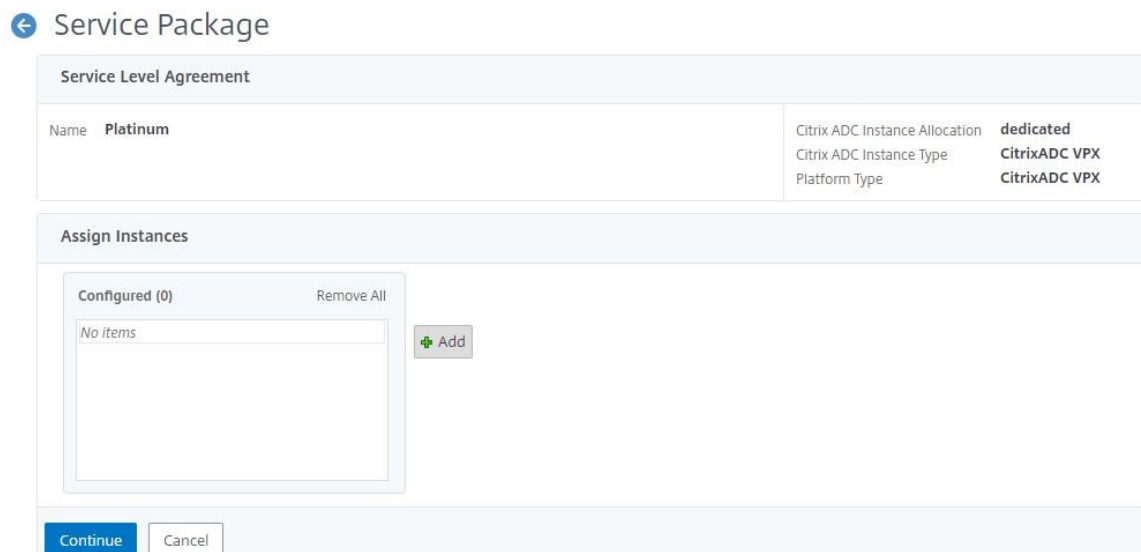 Service Package
Service Level Agreement
Name Platinum
Citrix ADC Instance Allocation dedicated
Citrix ADC Instance Type CitrixADC VPX
Platform Type CitrixADC VPX
Assign Instances
Configured (0) Remove All
No items
Add
Continue Cancel